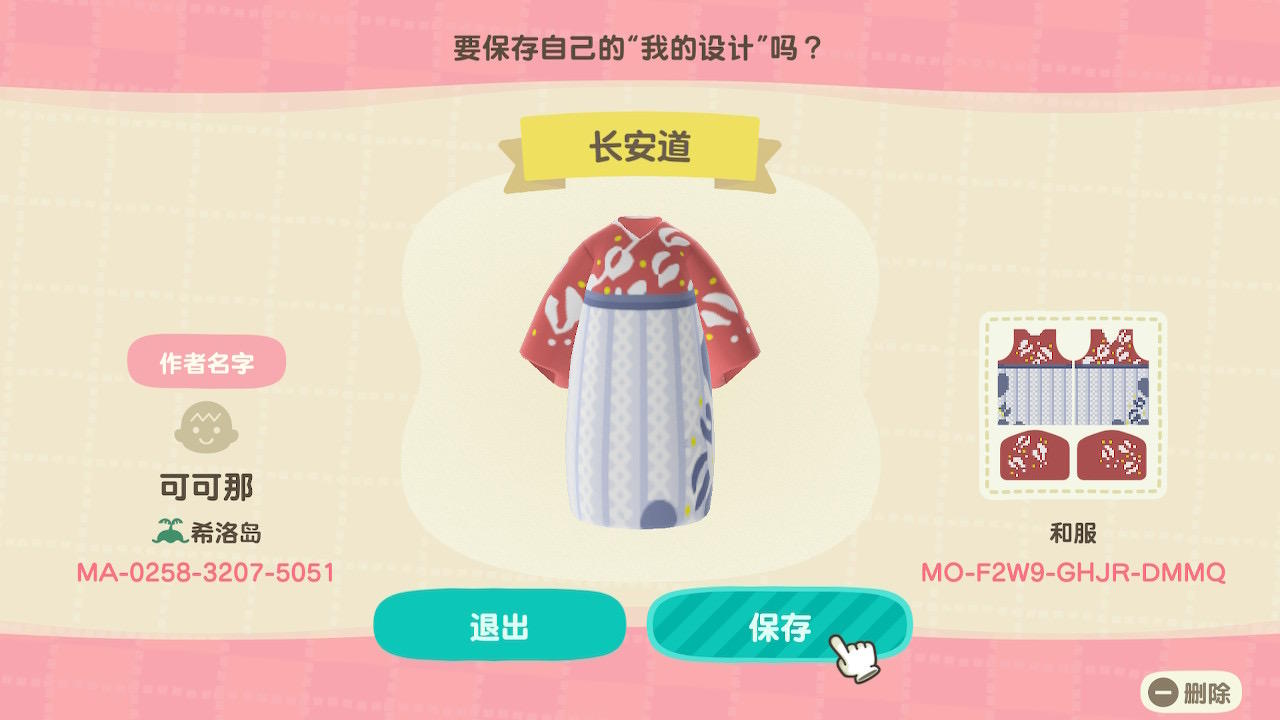 要保存自己的“我的设计”吗？
长安道
作者名字
可可那
希洛岛
MA-0258-3207-5051
和服
MO-F2W9-GHJR-DMMQ
退出
保存
删除